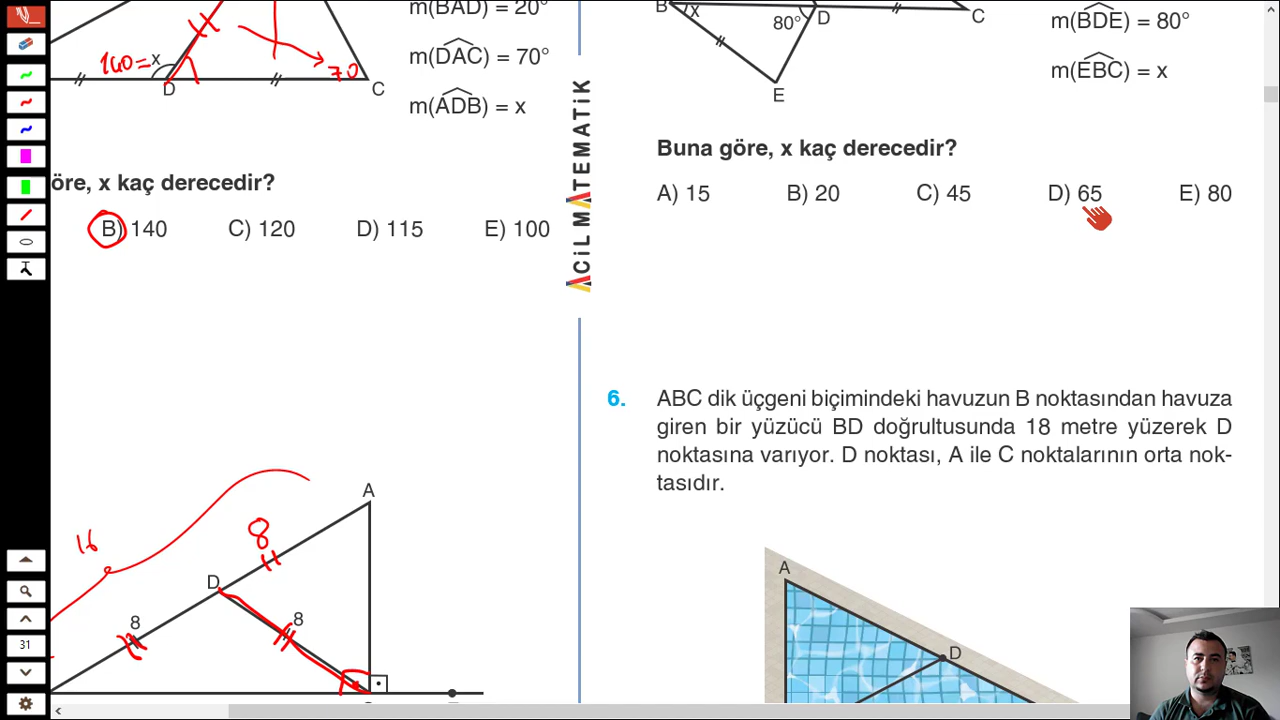 m(BAD) = 20°
m(DAC) = 70°
m(ADB) = x
140=x
70
D
C
öre, x kaç derecedir?
B) 140 C) 120 D) 115 E) 100
16
8
A
D
8
8
ACİL MATEMATİK
B
x
80°
D
C
E
m(BDE) = 80°
m(EBC) = x
Buna göre, x kaç derecedir?
A) 15 B) 20 C) 45 D) 65 E) 80
6. ABC dik üçgeni biçimindeki havuzun B noktasından havuza
giren bir yüzücü BD doğrultusunda 18 metre yüzerek D
noktasına varıyor. D noktası, A ile C noktalarının orta nok-
tasıdır.
A
D
31